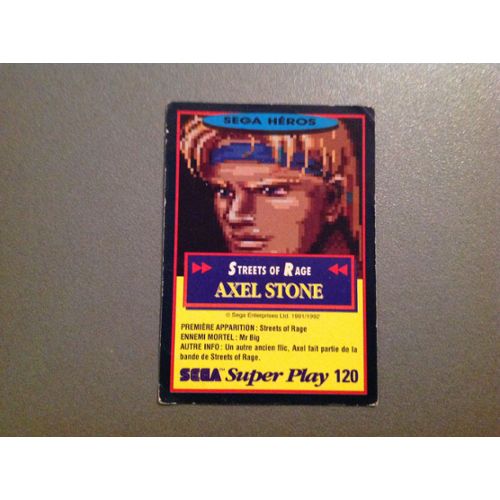 SEGA HÉROS
STREETS OF RAGE
AXEL STONE
© Sega Enterprises Ltd. 1991/1992
PREMIÈRE APPARITION : Streets of Rage
ENNEMI MORTEL : Mr Big
AUTRE INFO : Un autre ancien flic, Axel fait partie de la
bande de Streets of Rage.
SEGA™ Super Play 120